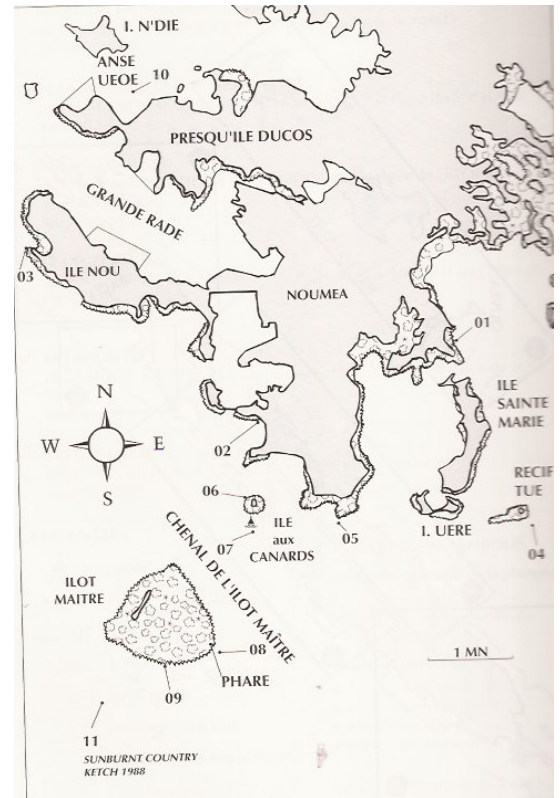 I. N'DIE
ANSE
UEOE
10
PRESQU'ILE DUCOS
GRANDE RADE
03
ILE NOU
NOUMEA
01
N
W
E
S
ILE
SAINTE
MARIE
02
06
07
ILE
aux
CANARDS
05
I. UERE
RECIF
TUE
04
CHENAL DE L'ILOT MAÎTRE
ILOT
MAITRE
08
PHARE
09
1 MN
11
SUNBURNT COUNTRY
KETCH 1988